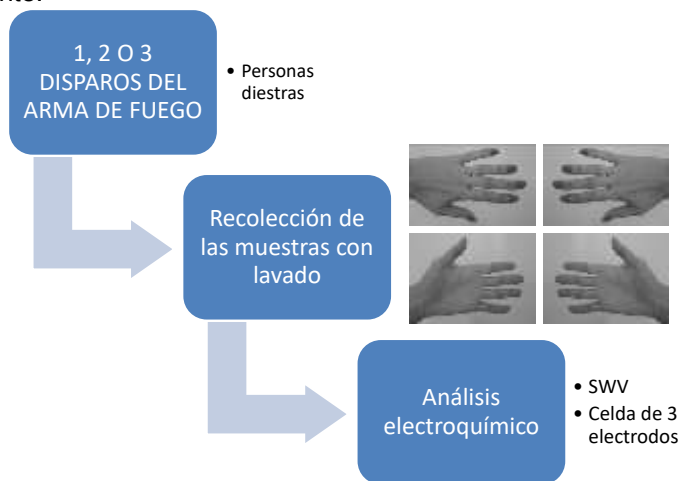 1, 2 O 3
DISPAROS DEL
ARMA DE FUEGO
• Personas
diestras
Recolección de
las muestras con
lavado
Análisis
electroquímico
• SWV
• Celda de 3
electrodos